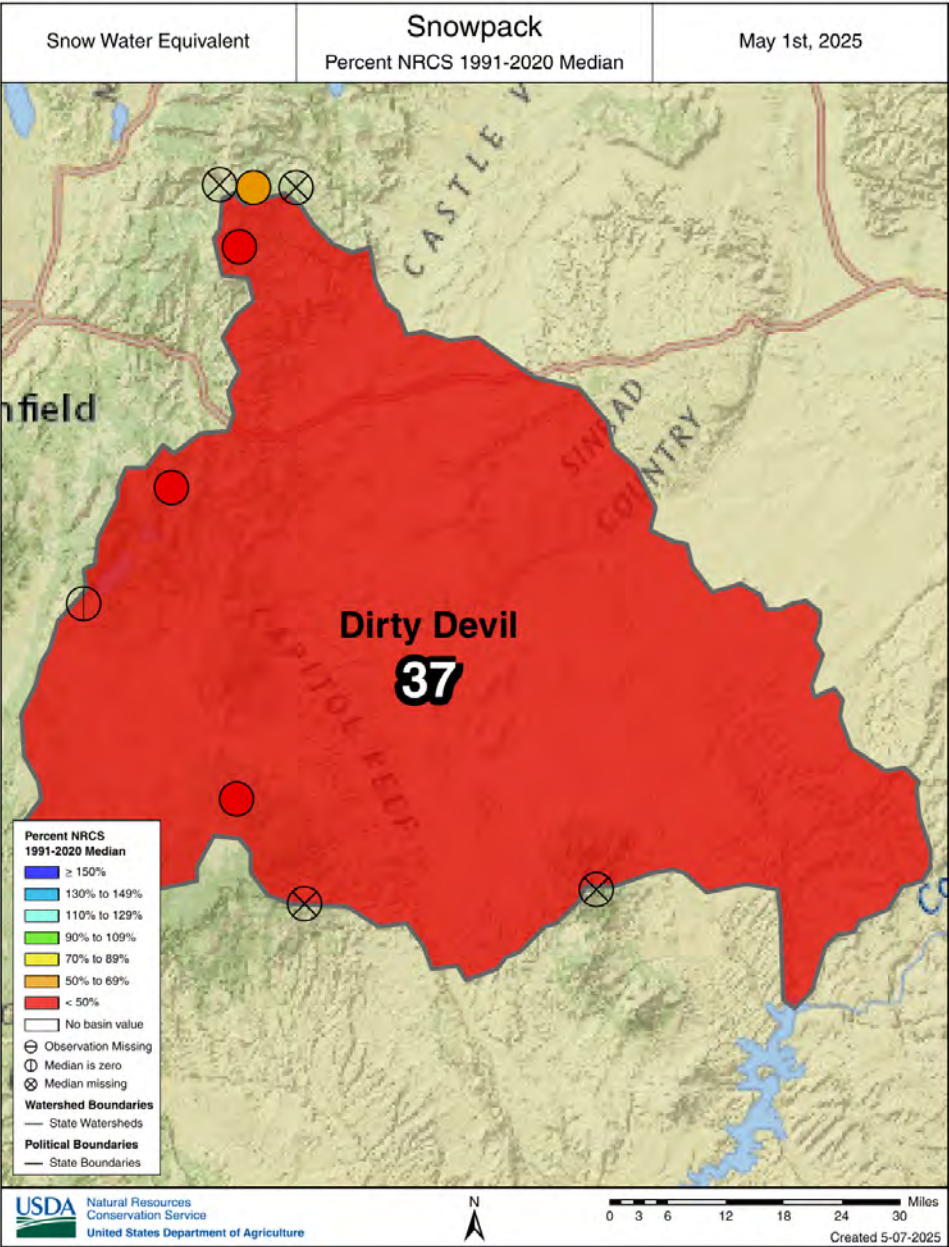 Snow Water Equivalent
Snowpack
Percent NRCS 1991-2020 Median
May 1st, 2025
CASTLE V
nfield
SINBAD
COUNTRY
Dirty Devil
37
CAPITOL REEF
Percent NRCS
1991-2020 Median
≥ 150%
130% to 149%
110% to 129%
90% to 109%
70% to 89%
50% to 69%
< 50%
No basin value
Observation Missing
Median is zero
Median missing
Watershed Boundaries
State Watersheds
Political Boundaries
State Boundaries
USDA
Natural Resources
Conservation Service
United States Department of Agriculture
N
Miles
0 3 6 12 18 24 30
Created 5-07-2025